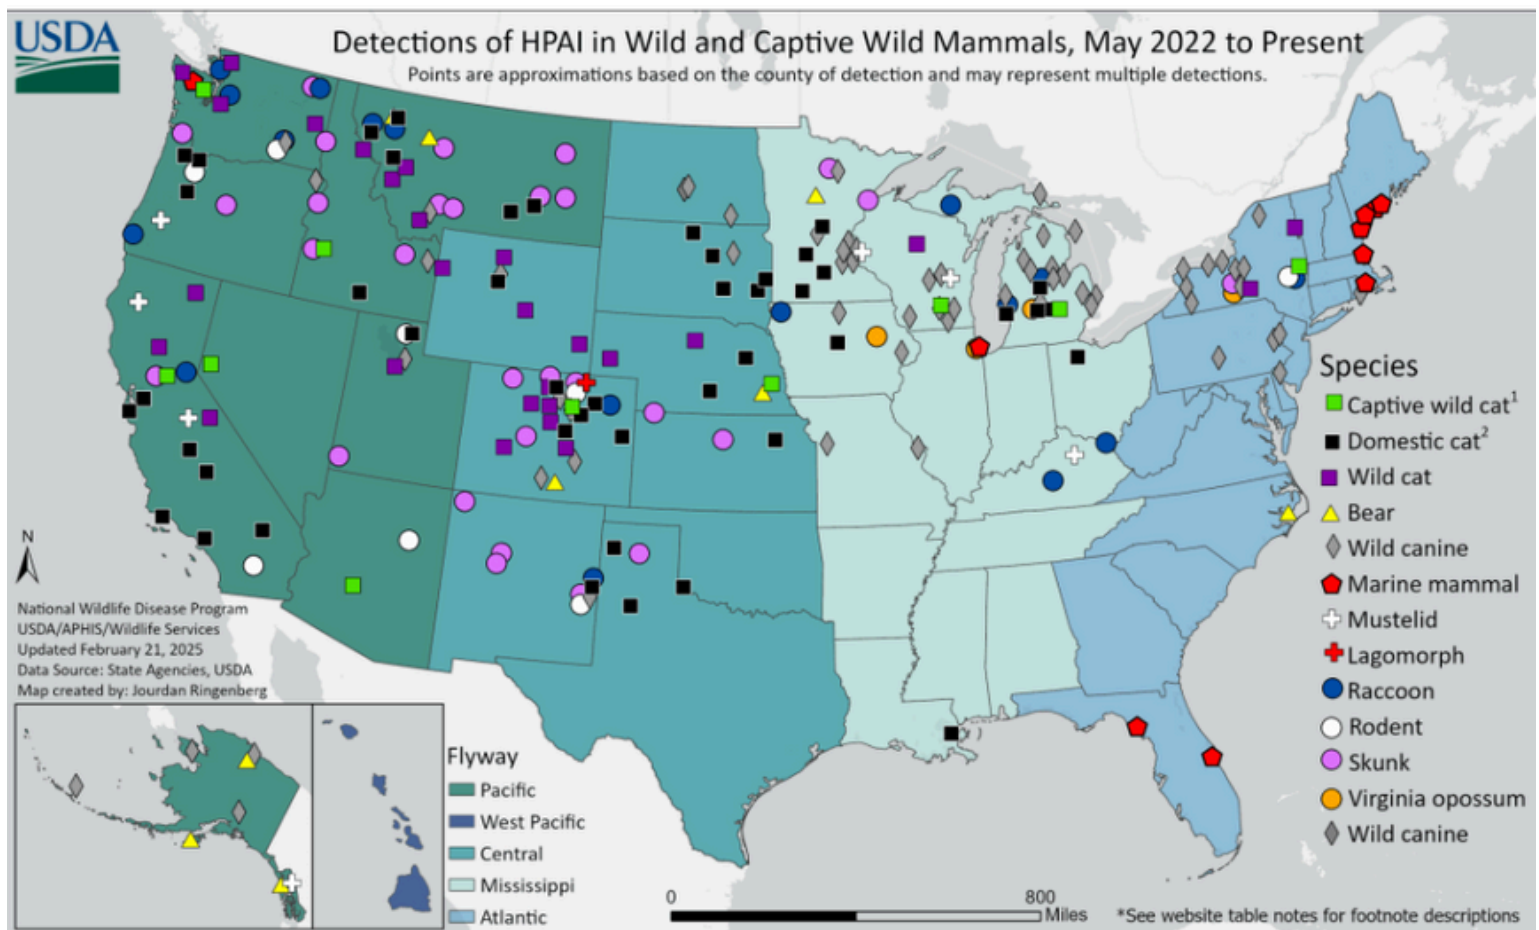 USDA
Detections of HPAI in Wild and Captive Wild Mammals, May 2022 to Present
Points are approximations based on the county of detection and may represent multiple detections.
Species
Captive wild cat¹
Domestic cat²
Wild cat
Bear
Wild canine
Marine mammal
Mustelid
Lagomorph
Raccoon
Rodent
Skunk
Virginia opossum
Wild canine
N
National Wildlife Disease Program
USDA/APHIS/Wildlife Services
Updated February 21, 2025
Data Source: State Agencies, USDA
Map created by: Jourdan Ringenberg
Flyway
Pacific
West Pacific
Central
Mississippi
Atlantic
0 800
Miles
*See website table notes for footnote descriptions